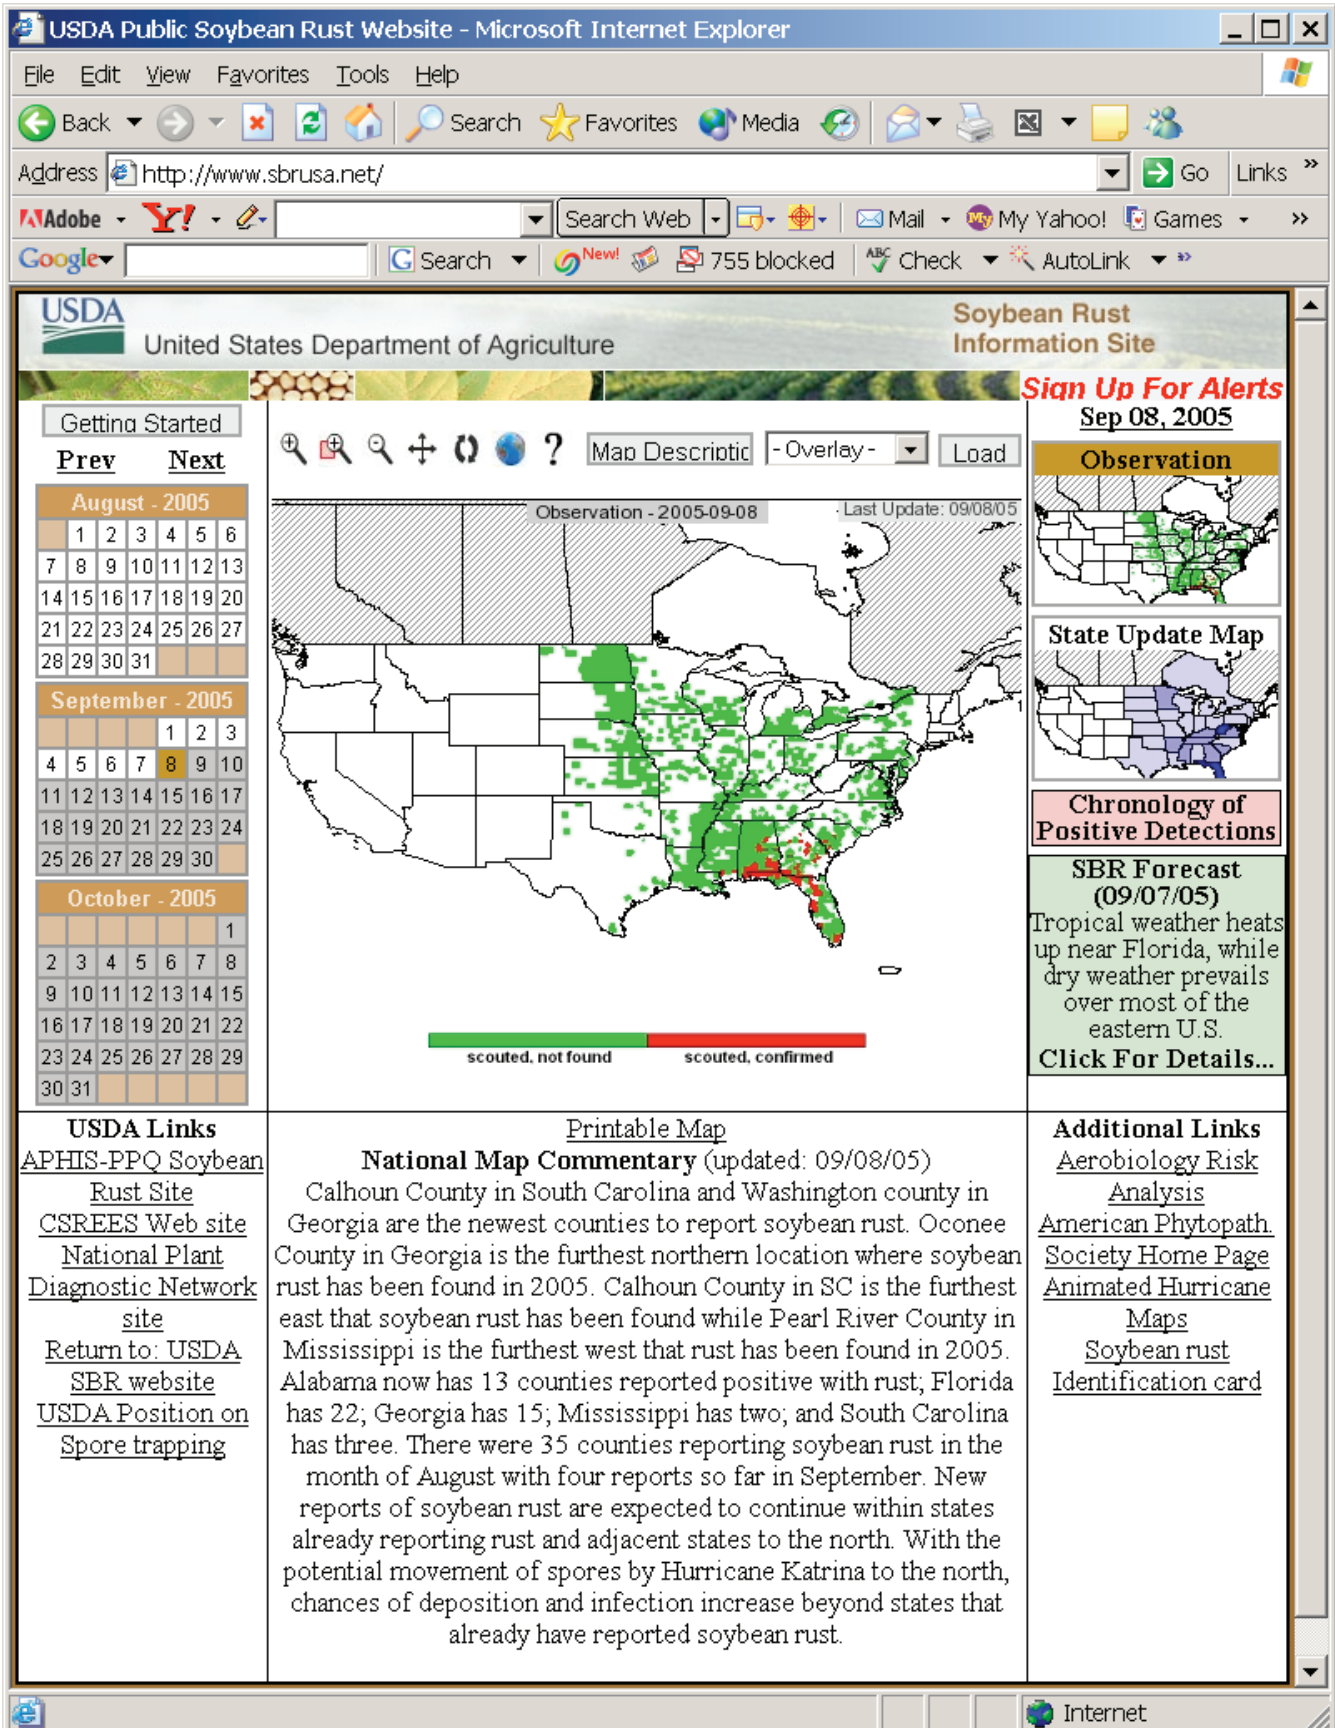 USDA Public Soybean Rust Website - Microsoft Internet Explorer
File Edit View Favorites Tools Help
Back Search Favorites Media
Address http://www.sbrusa.net/ Go Links »
Adobe Y! Search Web Mail My Yahoo! Games »
Google G Search New! 755 blocked ABC Check AutoLink »
USDA
United States Department of Agriculture
Soybean Rust
Information Site
Sign Up For Alerts
Getting Started
Prev Next
August - 2005
1 2 3 4 5 6
7 8 9 10 11 12 13
14 15 16 17 18 19 20
21 22 23 24 25 26 27
28 29 30 31
September - 2005
1 2 3
4 5 6 7 8 9 10
11 12 13 14 15 16 17
18 19 20 21 22 23 24
25 26 27 28 29 30
October - 2005
1
2 3 4 5 6 7 8
9 10 11 12 13 14 15
16 17 18 19 20 21 22
23 24 25 26 27 28 29
30 31
? Map Descriptic - Overlay - Load
Observation - 2005-09-08
Last Update: 09/08/05
scouted, not found scouted, confirmed
Sep 08, 2005
Observation
State Update Map
Chronology of
Positive Detections
SBR Forecast
(09/07/05)
Tropical weather heats
up near Florida, while
dry weather prevails
over most of the
eastern U.S.
Click For Details...
USDA Links
APHIS-PPQ Soybean
Rust Site
CSREES Web site
National Plant
Diagnostic Network
site
Return to: USDA
SBR website
USDA Position on
Spore trapping
Printable Map
National Map Commentary (updated: 09/08/05)
Calhoun County in South Carolina and Washington county in
Georgia are the newest counties to report soybean rust. Oconee
County in Georgia is the furthest northern location where soybean
rust has been found in 2005. Calhoun County in SC is the furthest
east that soybean rust has been found while Pearl River County in
Mississippi is the furthest west that rust has been found in 2005.
Alabama now has 13 counties reported positive with rust; Florida
has 22; Georgia has 15; Mississippi has two; and South Carolina
has three. There were 35 counties reporting soybean rust in the
month of August with four reports so far in September. New
reports of soybean rust are expected to continue within states
already reporting rust and adjacent states to the north. With the
potential movement of spores by Hurricane Katrina to the north,
chances of deposition and infection increase beyond states that
already have reported soybean rust.
Additional Links
Aerobiology Risk
Analysis
American Phytopath.
Society Home Page
Animated Hurricane
Maps
Soybean rust
Identification card
Internet